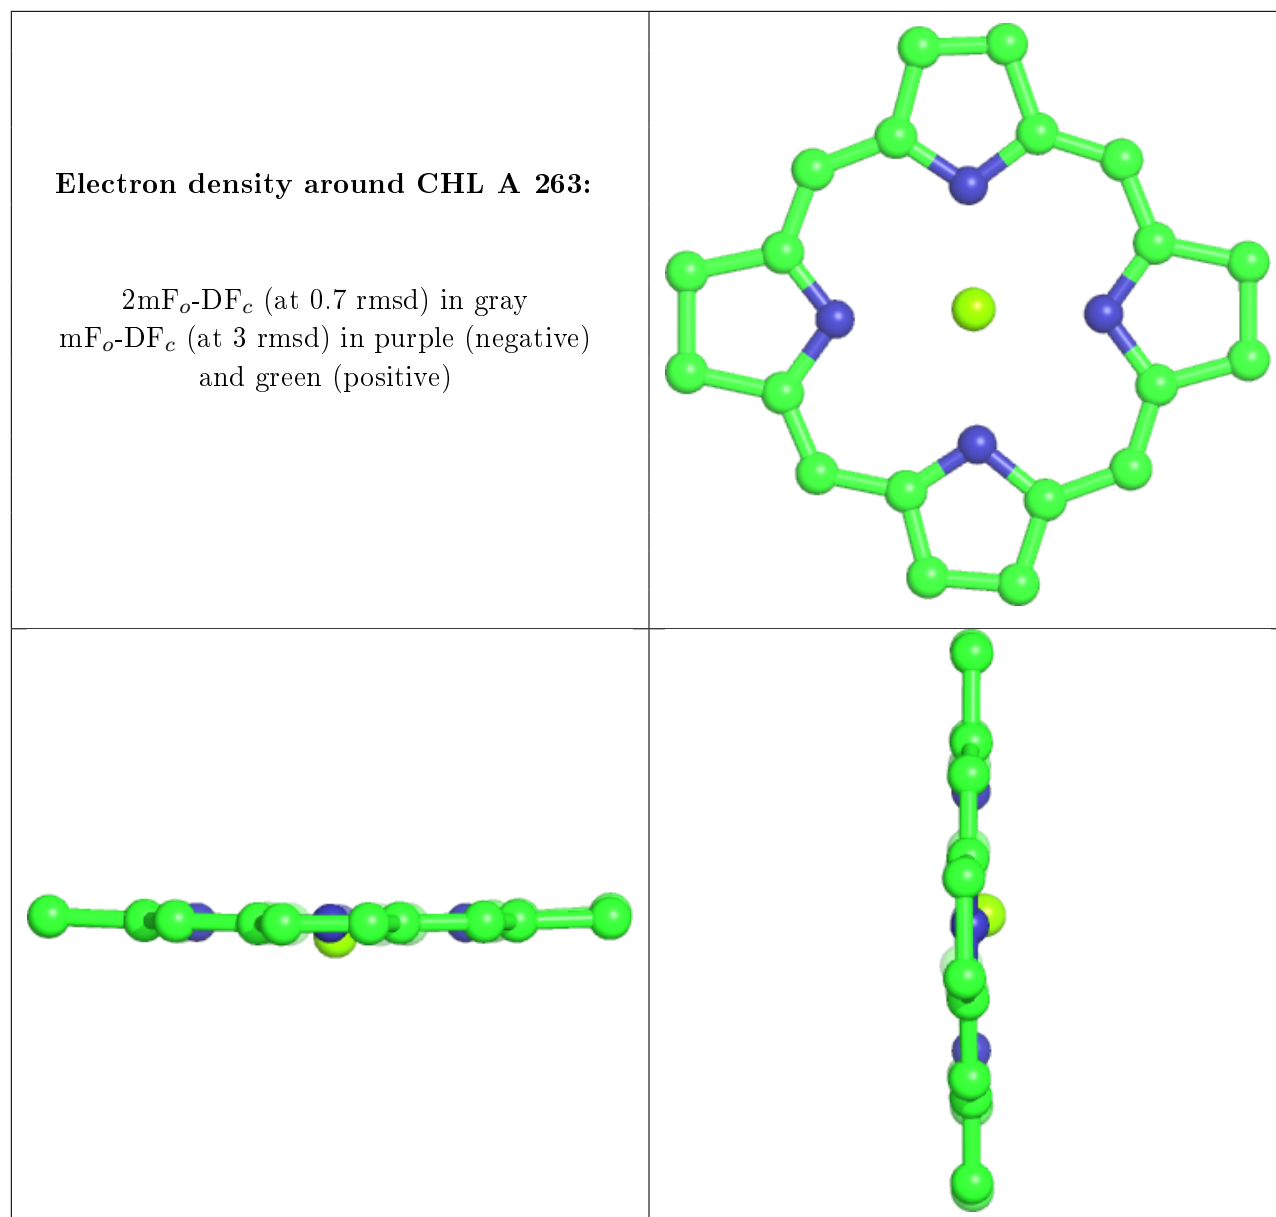 Electron density around CHL A 263:
2mFₒ-DF𝑐 (at 0.7 rmsd) in gray
mFₒ-DF𝑐 (at 3 rmsd) in purple (negative)
and green (positive)